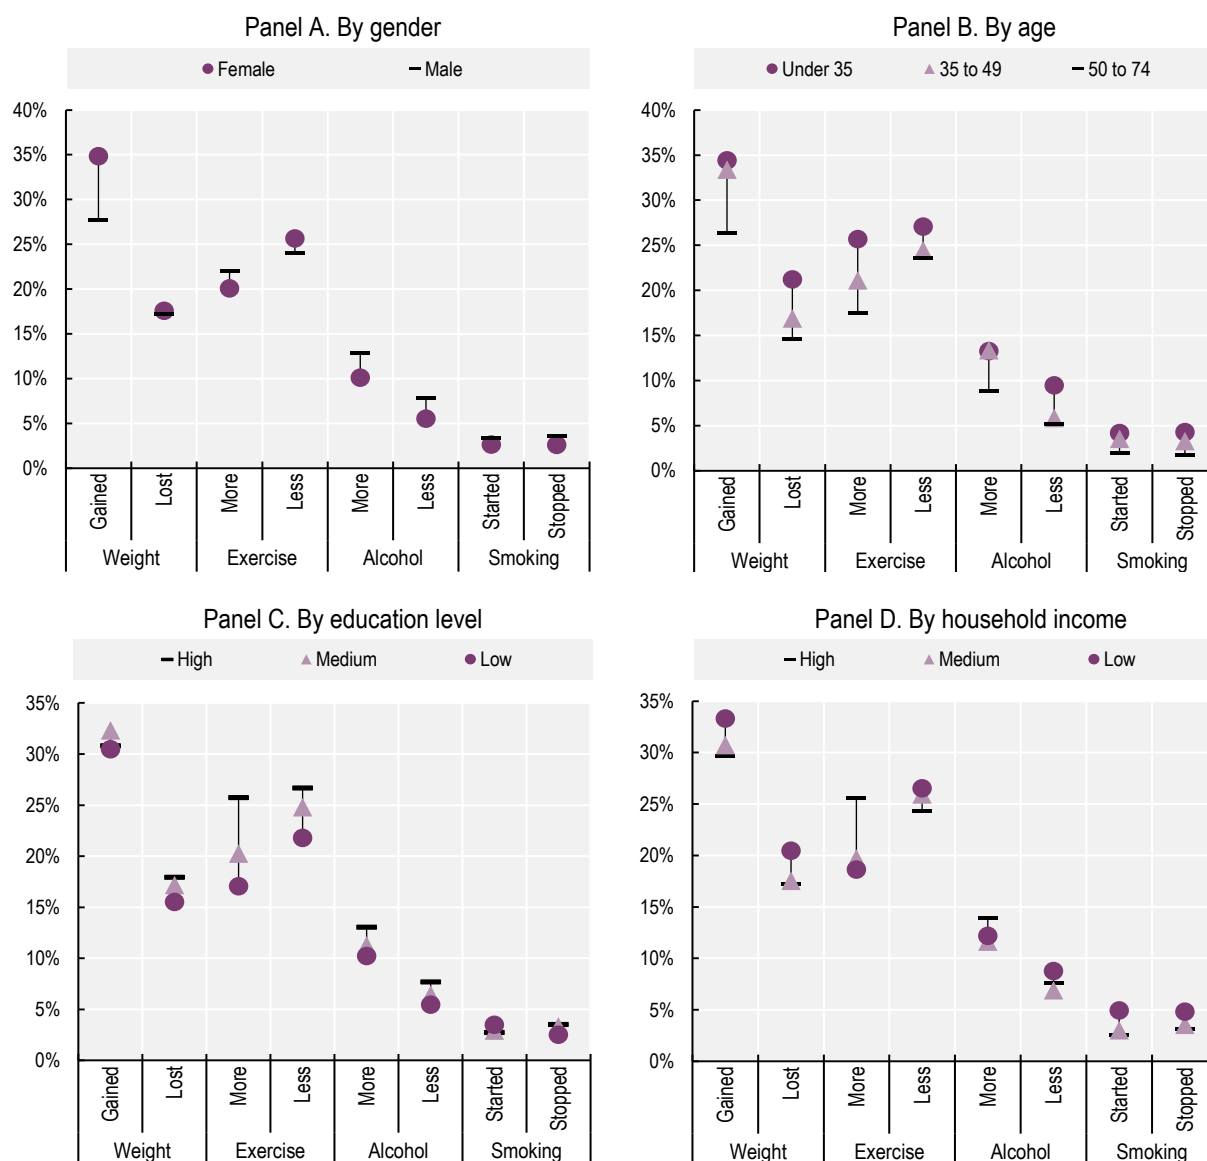 Panel A. By gender
Female Male
40%
35%
30%
25%
20%
15%
10%
5%
0%
Gained Lost More Less More Less Started Stopped
Weight Exercise Alcohol Smoking
Panel B. By age
Under 35 35 to 49 50 to 74
40%
35%
30%
25%
20%
15%
10%
5%
0%
Gained Lost More Less More Less Started Stopped
Weight Exercise Alcohol Smoking
Panel C. By education level
High Medium Low
35%
30%
25%
20%
15%
10%
5%
0%
Gained Lost More Less More Less Started Stopped
Weight Exercise Alcohol Smoking
Panel D. By household income
High Medium Low
35%
30%
25%
20%
15%
10%
5%
0%
Gained Lost More Less More Less Started Stopped
Weight Exercise Alcohol Smoking